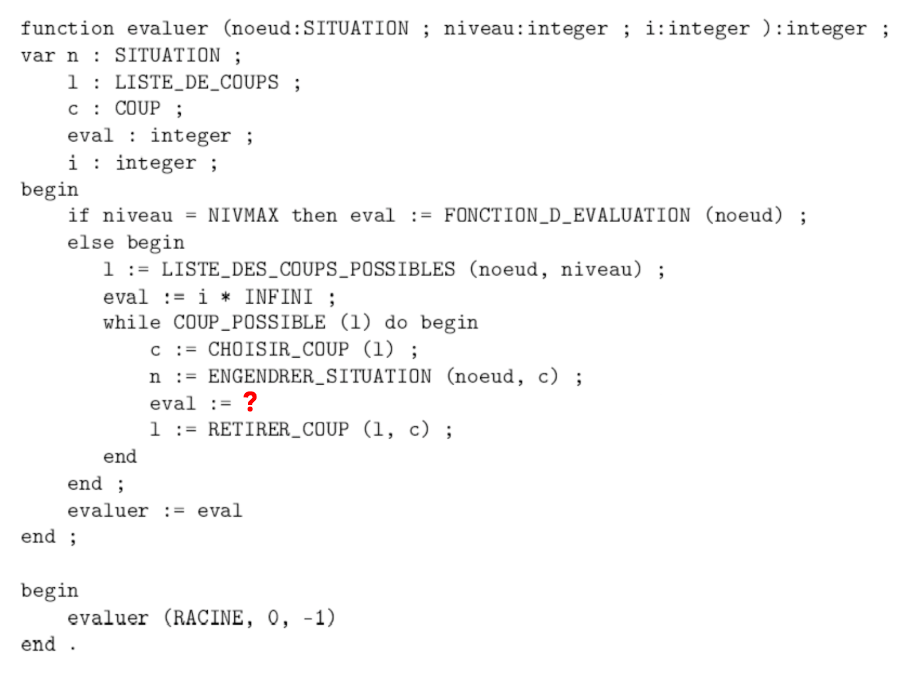 function evaluer (noeud:SITUATION ; niveau:integer ; i:integer ):integer ;
var n : SITUATION ;
l : LISTE_DE_COUPS ;
c : COUP ;
eval : integer ;
i : integer ;
begin
if niveau = NIVMAX then eval := FONCTION_D_EVALUATION (noeud) ;
else begin
l := LISTE_DES_COUPS_POSSIBLES (noeud, niveau) ;
eval := i * INFINI ;
while COUP_POSSIBLE (l) do begin
c := CHOISIR_COUP (l) ;
n := ENGENDRER_SITUATION (noeud, c) ;
eval := ?
l := RETIRER_COUP (l, c) ;
end
end ;
evaluer := eval
end ;
begin
evaluer (RACINE, 0, -1)
end .